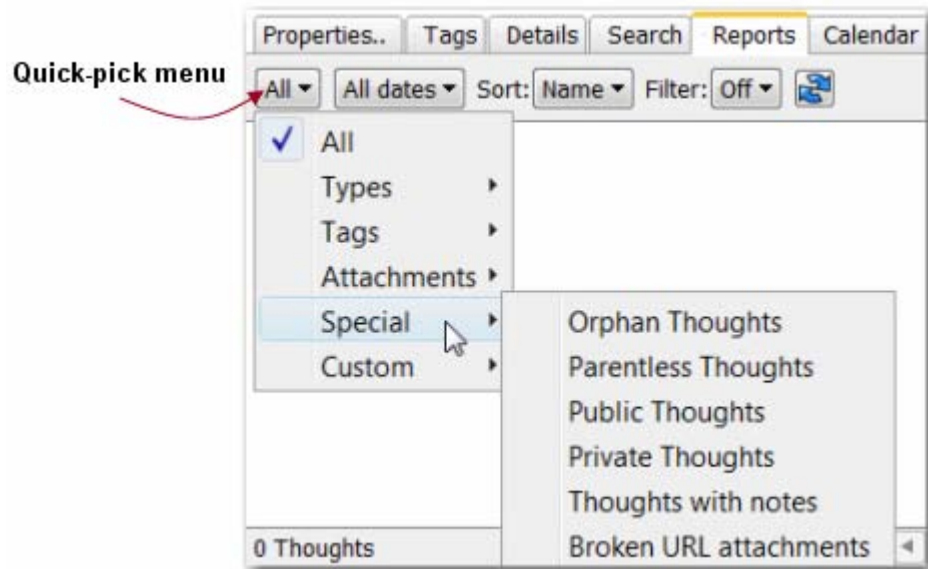 Properties.. Tags Details Search Reports Calendar
Quick-pick menu
All All dates Sort: Name Filter: Off
All
Types
Tags
Attachments
Special
Custom
Orphan Thoughts
Parentless Thoughts
Public Thoughts
Private Thoughts
Thoughts with notes
Broken URL attachments
0 Thoughts